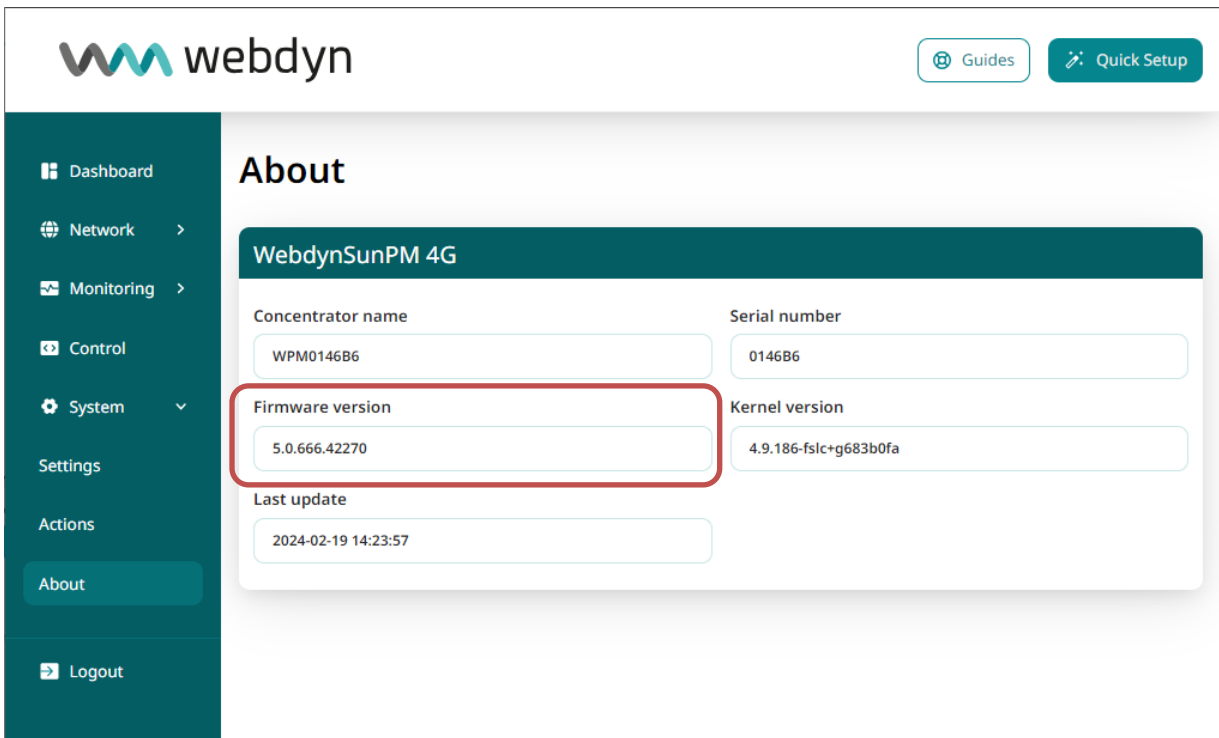 webdyn
Guides
Quick Setup
Dashboard
Network
Monitoring
Control
System
Settings
Actions
About
Logout
About
WebdynSunPM 4G
Concentrator name
WPM0146B6
Serial number
0146B6
Firmware version
5.0.666.42270
Kernel version
4.9.186-fslc+g683b0fa
Last update
2024-02-19 14:23:57